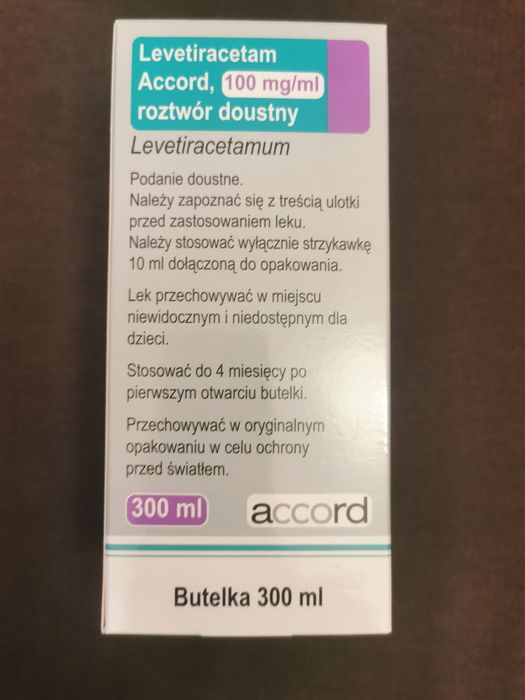 Levetiracetam
Accord, 100 mg/ml
roztwór doustny
Levetiracetamum
Podanie doustne.
Należy zapoznać się z treścią ulotki
przed zastosowaniem leku.
Należy stosować wyłącznie strzykawkę
10 ml dołączoną do opakowania.
Lek przechowywać w miejscu
niewidocznym i niedostępnym dla
dzieci.
Stosować do 4 miesięcy po
pierwszym otwarciu butelki.
Przechowywać w oryginalnym
opakowaniu w celu ochrony
przed światłem.
300 ml
accord
Butelka 300 ml